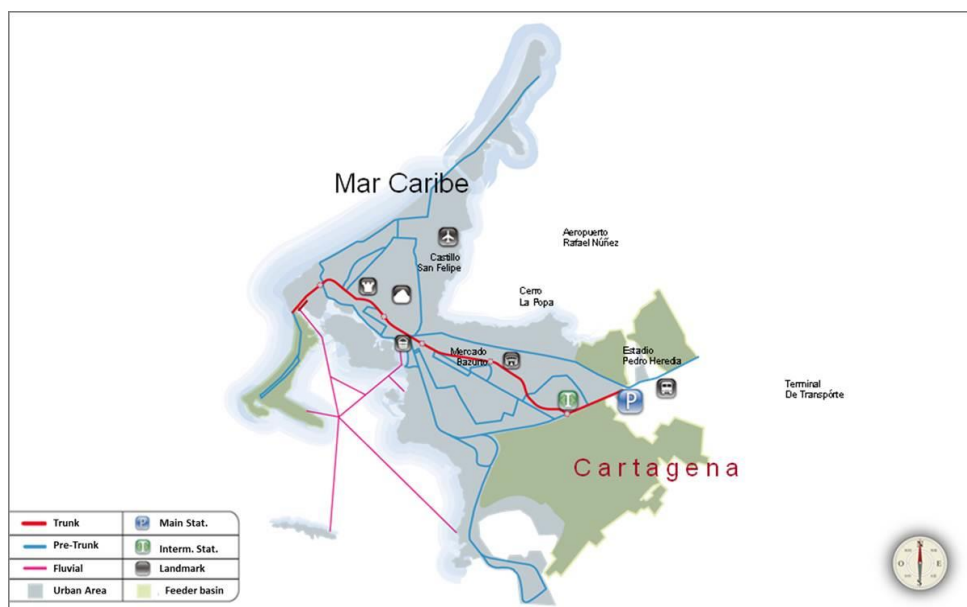 Mar Caribe
Aeropuerto
Rafael Núñez
Castillo
San Felipe
Cerro
La Popa
Mercado
Bazurto
Estadio
Pedro Heredia
Terminal
De Transpórte
I
P
Cartagena
Trunk
Pre-Trunk
Fluvial
Urban Area
P
Main Stat.
I
Interm. Stat.
Landmark
Feeder basin
N
O
E
S